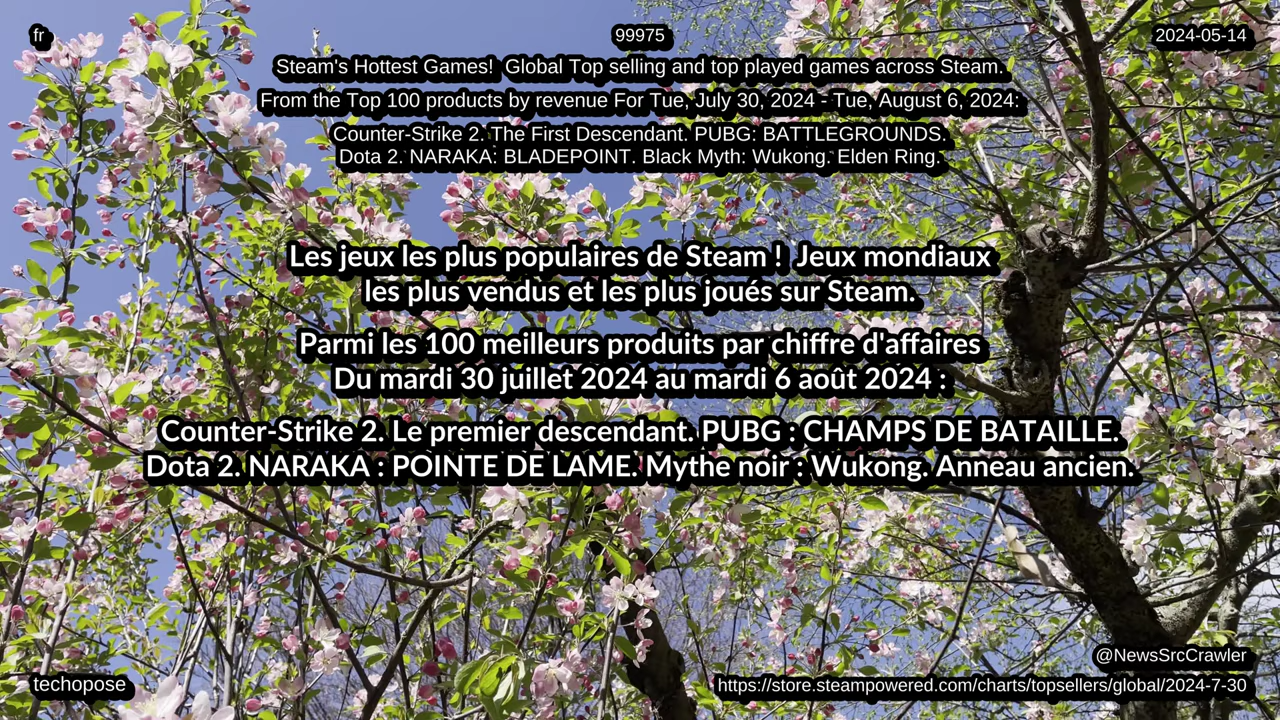 fr
99975
2024-05-14
Steam's Hottest Games!  Global Top selling and top played games across Steam.
From the Top 100 products by revenue For Tue, July 30, 2024 - Tue, August 6, 2024:
Counter-Strike 2. The First Descendant. PUBG: BATTLEGROUNDS.
Dota 2. NARAKA: BLADEPOINT. Black Myth: Wukong. Elden Ring.
Les jeux les plus populaires de Steam !  Jeux mondiaux
les plus vendus et les plus joués sur Steam.
Parmi les 100 meilleurs produits par chiffre d'affaires
Du mardi 30 juillet 2024 au mardi 6 août 2024 :
Counter-Strike 2. Le premier descendant. PUBG : CHAMPS DE BATAILLE.
Dota 2. NARAKA : POINTE DE LAME. Mythe noir : Wukong. Anneau ancien.
@NewsSrcCrawler
techopose
https://store.steampowered.com/charts/topsellers/global/2024-7-30